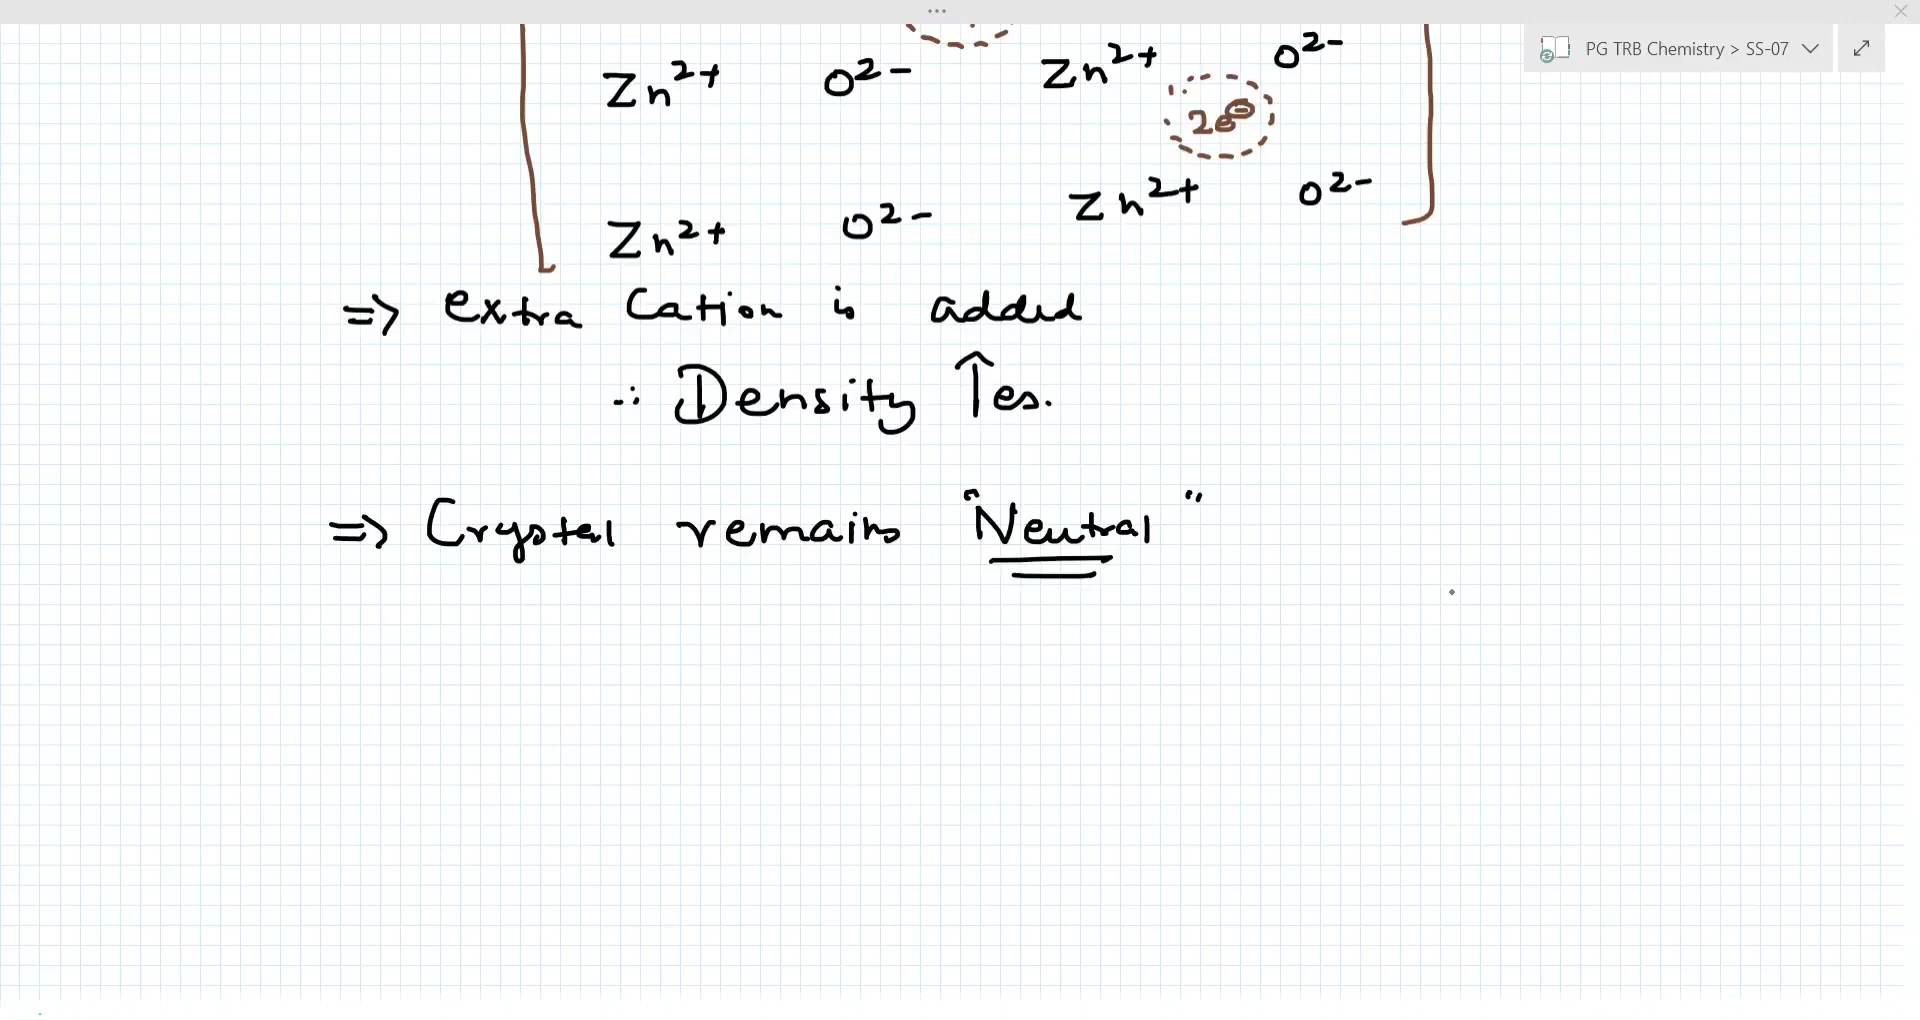 PG TRB Chemistry > SS-07
Zn²⁺ O²⁻ Zn²⁺ O²⁻
2e⊖
Zn²⁺ O²⁻ Zn²⁺ O²⁻
=> extra Cation is added
∴ Density ↑es.
=> Crystal remains "Neutral"